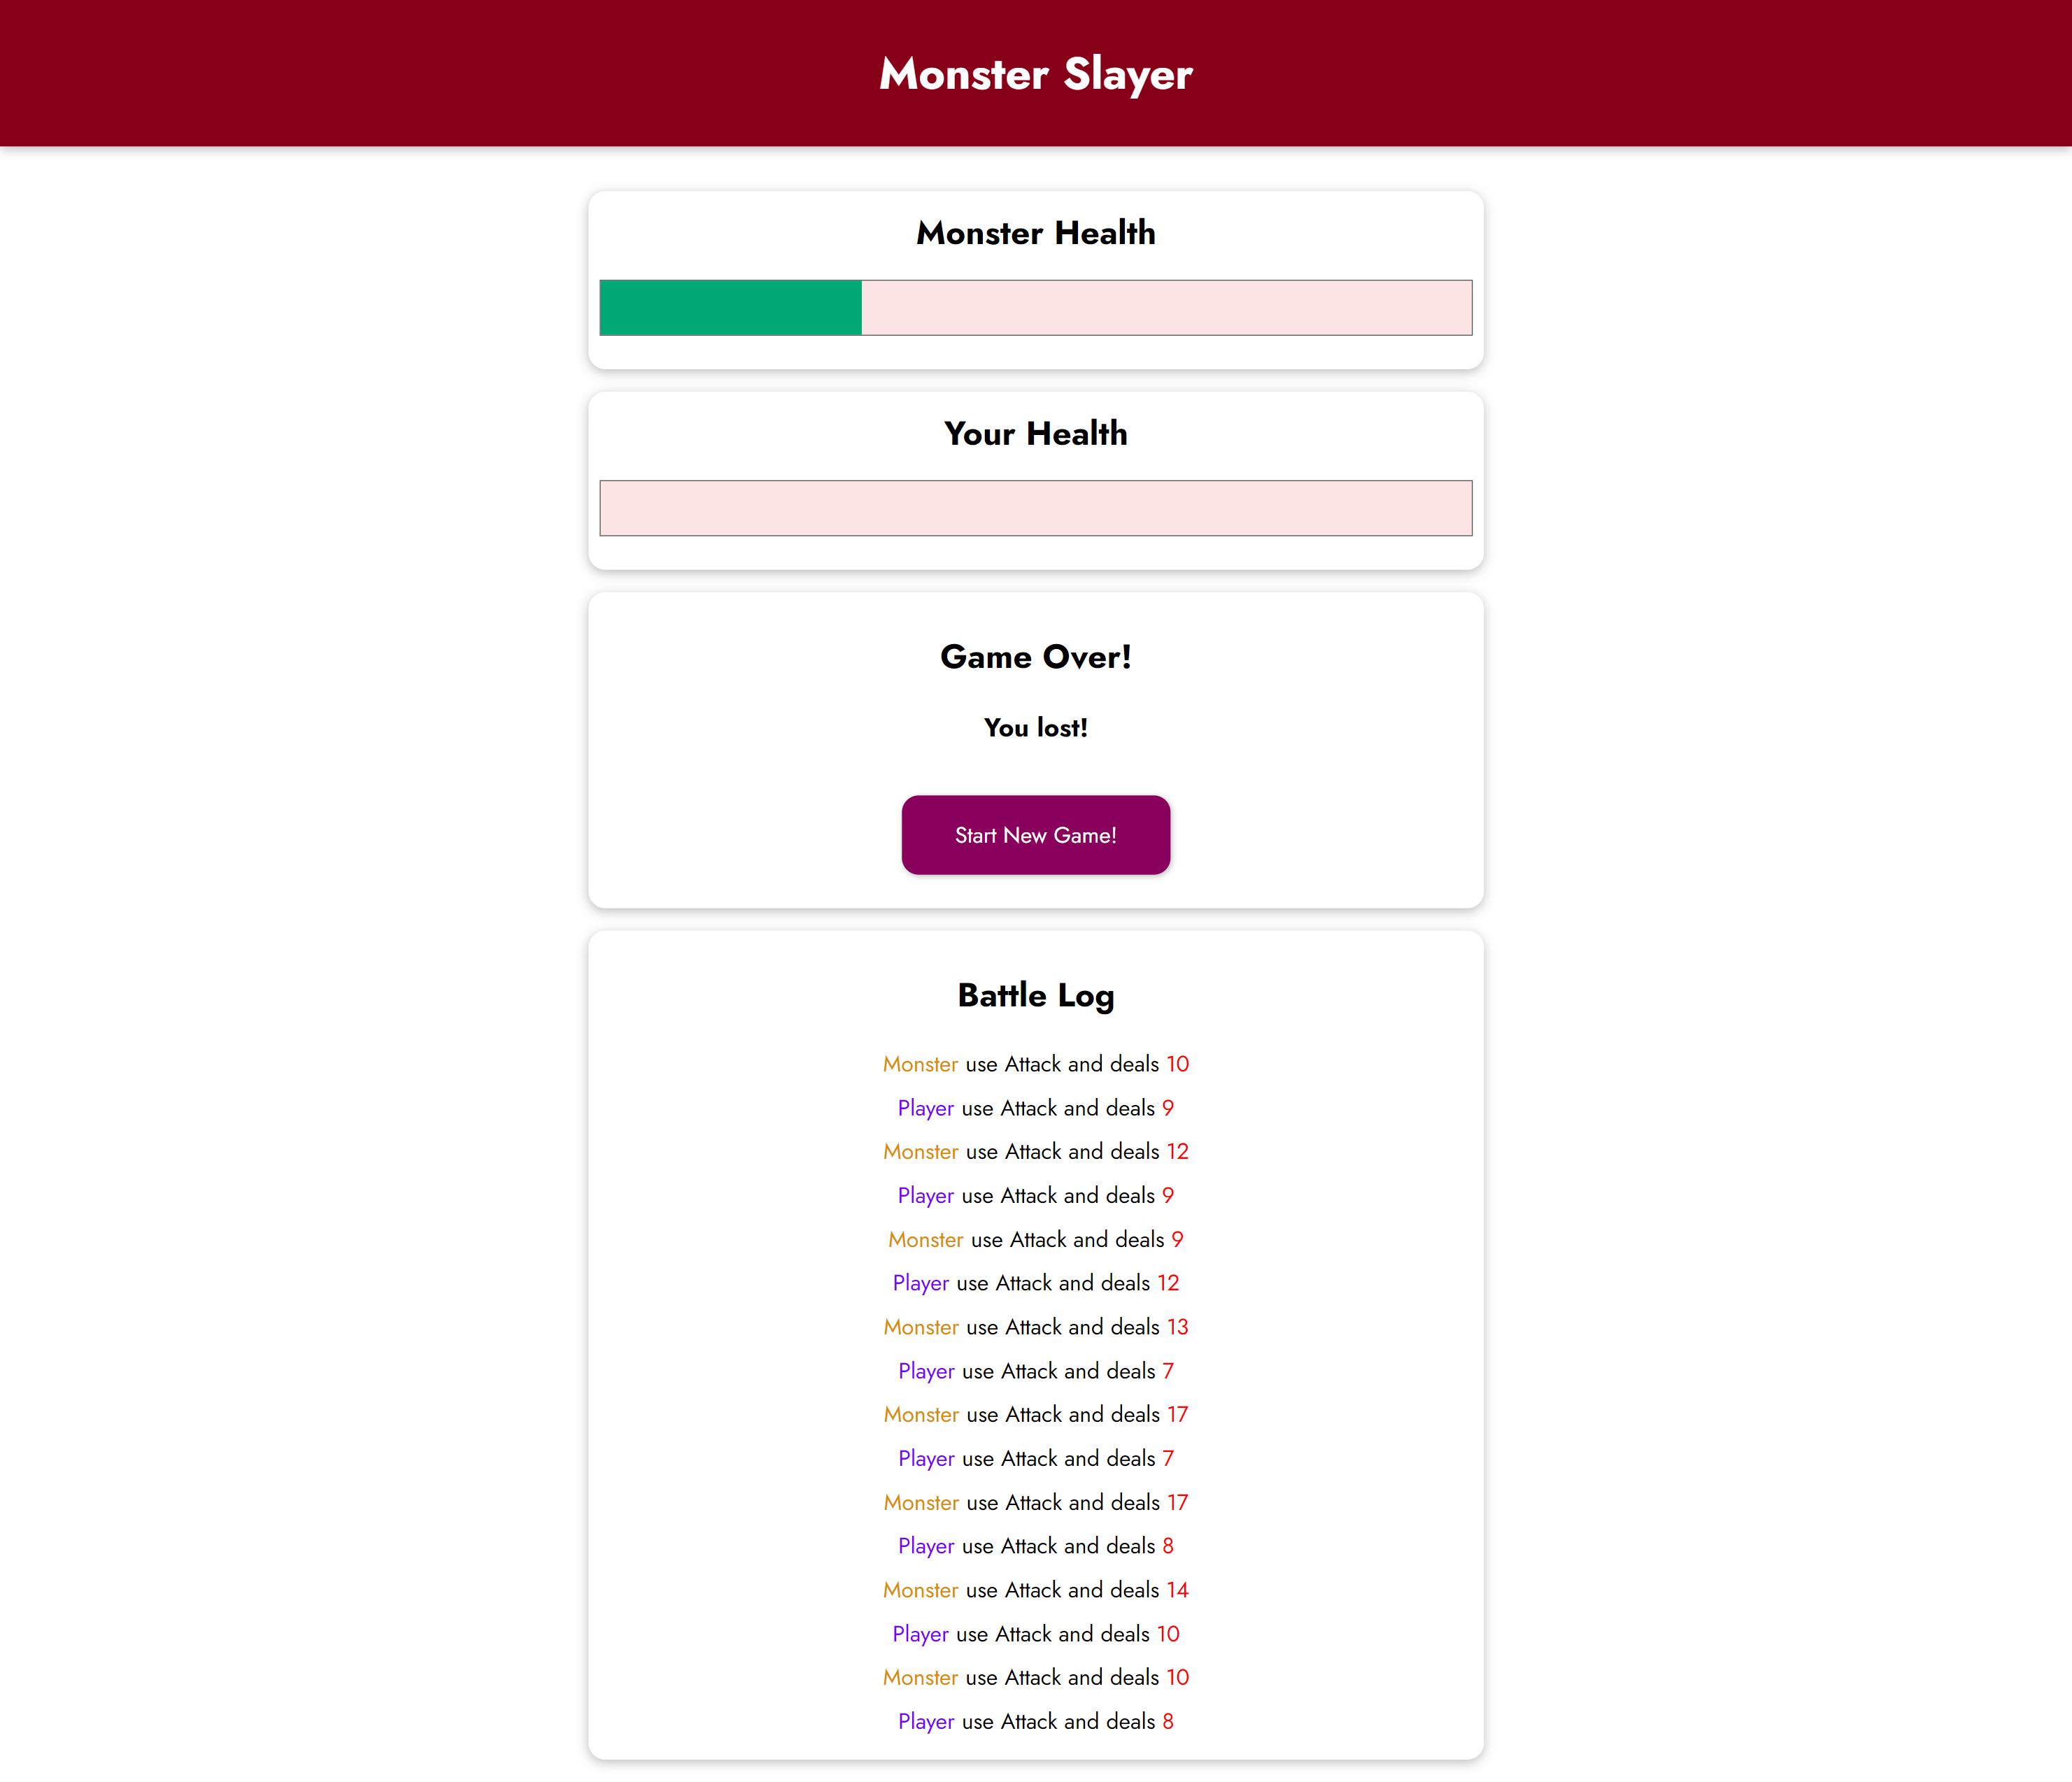 Monster Slayer
Monster Health
Your Health
Game Over!
You lost!
Start New Game!
Battle Log
Monster use Attack and deals 10
Player use Attack and deals 9
Monster use Attack and deals 12
Player use Attack and deals 9
Monster use Attack and deals 9
Player use Attack and deals 12
Monster use Attack and deals 13
Player use Attack and deals 7
Monster use Attack and deals 17
Player use Attack and deals 7
Monster use Attack and deals 17
Player use Attack and deals 8
Monster use Attack and deals 14
Player use Attack and deals 10
Monster use Attack and deals 10
Player use Attack and deals 8